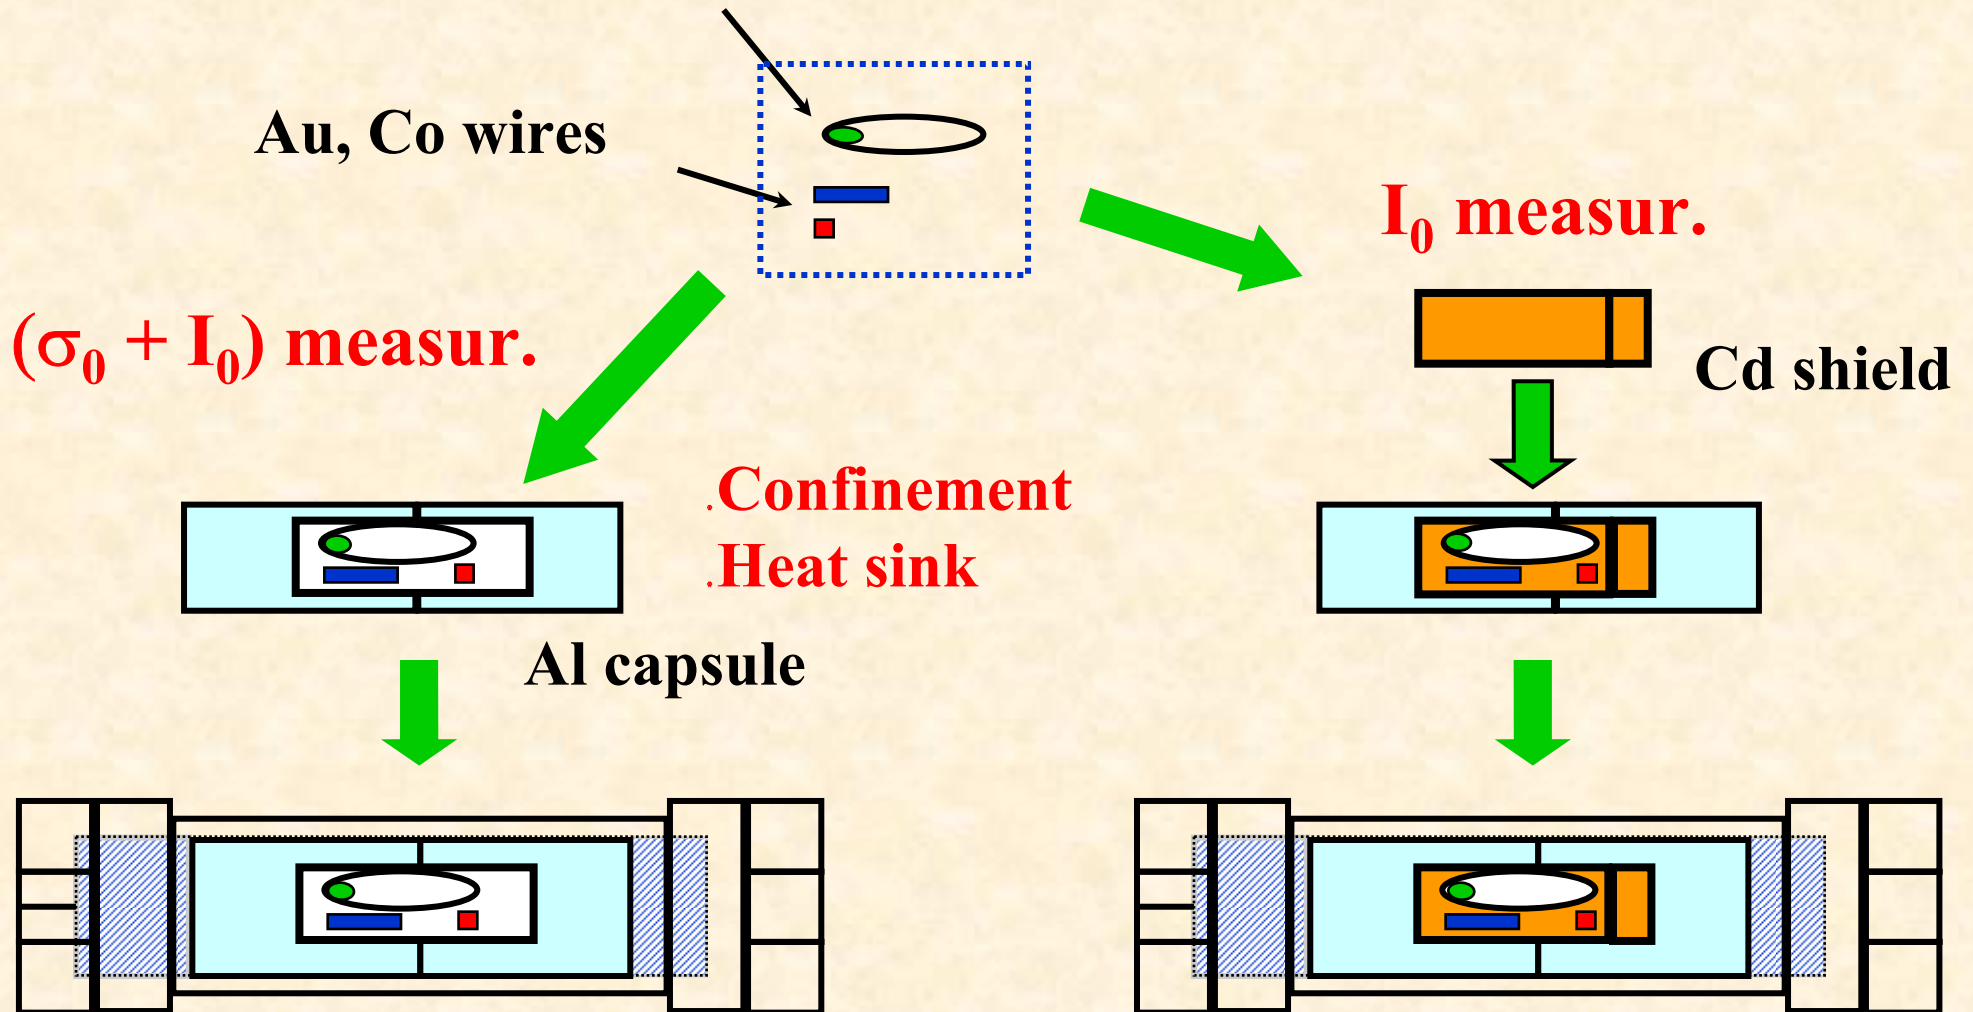 Au, Co wires
I₀ measur.
(σ₀ + I₀) measur.
Cd shield
.Confinement
.Heat sink
Al capsule